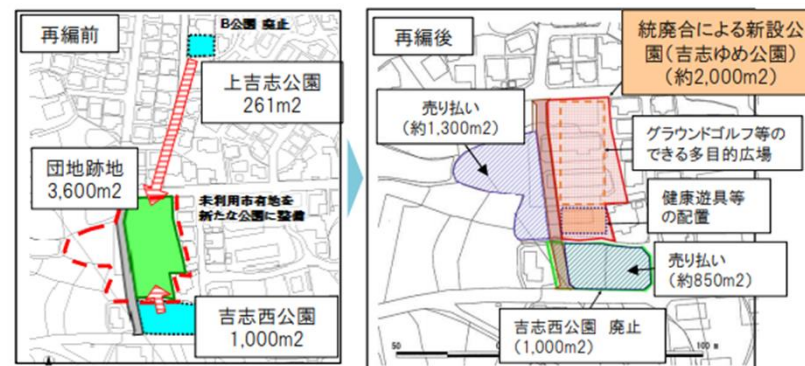 再編前
B公園 廃止
上吉志公園
261m2
団地跡地
3,600m2
未利用市有地を
新たな公園に整備
吉志西公園
1,000m2
再編後
統廃合による新設公
園(吉志ゆめ公園)
(約2,000m2)
売り払い
(約1,300m2)
グラウンドゴルフ等の
できる多目的広場
健康遊具等
の配置
売り払い
(約850m2)
吉志西公園 廃止
(1,000m2)
50
0
100 m